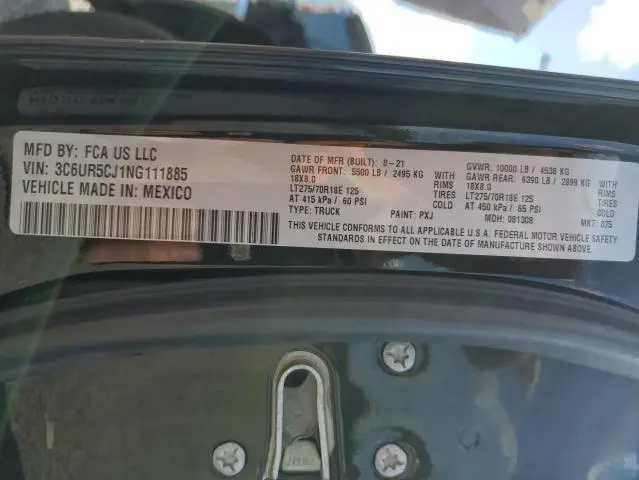 MFD BY: FCA US LLC
VIN: 3C6UR5CJ1NG111885
VEHICLE MADE IN: MEXICO
DATE OF MFR (BUILT): 8-21 GVWR: 10000 LB / 4536 KG
GAWR FRONT: 5500 LB / 2495 KG WITH GAWR REAR: 6390 LB / 2899 KG WITH
18X8.0 RIMS 18X8.0 RIMS
LT275/70R18E 125 TIRES LT275/70R18E 125 TIRES
AT 415 kPa / 60 PSI COLD AT 450 kPa / 65 PSI COLD
TYPE: TRUCK PAINT: PXJ MDH: 081308 MKT: 075
THIS VEHICLE CONFORMS TO ALL APPLICABLE U.S.A. FEDERAL MOTOR VEHICLE SAFETY
STANDARDS IN EFFECT ON THE DATE OF MANUFACTURE SHOWN ABOVE.